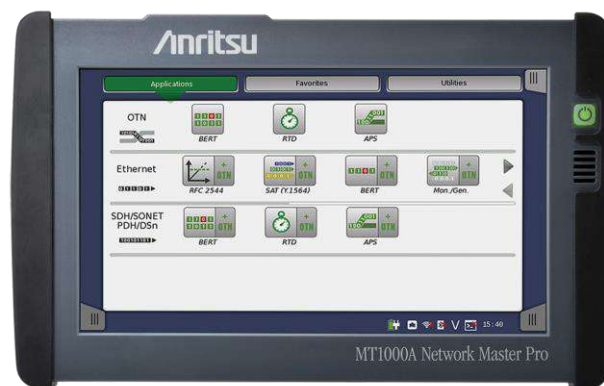 Anritsu
Applications Favorites Utilities
OTN
BERT RTD APS
Ethernet
RFC 2544 SAT (Y.1564) BERT Mon./Gen.
SDH/SONET
PDH/DSn
BERT RTD APS
15:40
MT1000A Network Master Pro